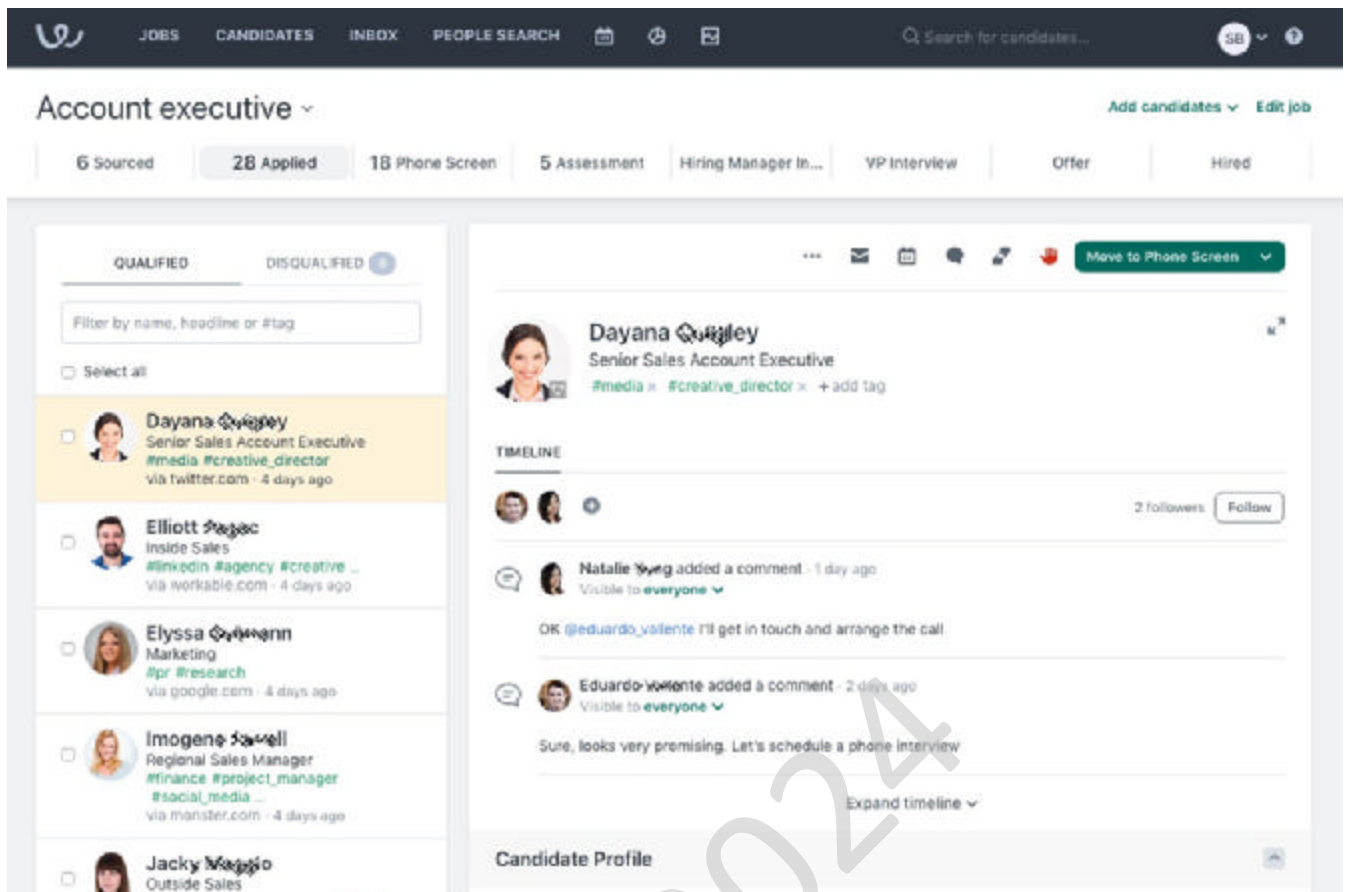 JOBS CANDIDATES INBOX PEOPLE SEARCH Search for candidates... SB
Account executive
Add candidates Edit job
6 Sourced 28 Applied 18 Phone Screen 5 Assessment Hiring Manager In... VP Interview Offer Hired
QUALIFIED DISQUALIFIED
Filter by name, headline or #tag
Select all
Dayana
Senior Sales Account Executive
#media #creative_director
via twitter.com · 4 days ago
Elliott
Inside Sales
#linkedin #agency #creative ...
via workable.com · 4 days ago
Elyssa
Marketing
#pr #research
via google.com · 4 days ago
Imogene
Regional Sales Manager
#finance #project_manager
#social_media ...
via monster.com · 4 days ago
Jacky
Outside Sales
... Move to Phone Screen
Dayana
Senior Sales Account Executive
#media × #creative_director × + add tag
TIMELINE
2 followers Follow
Natalie added a comment · 1 day ago
Visible to everyone
OK @eduardo_vallente I'll get in touch and arrange the call
Eduardo added a comment · 2 days ago
Visible to everyone
Sure, looks very promising. Let's schedule a phone interview
Expand timeline
Candidate Profile
2024